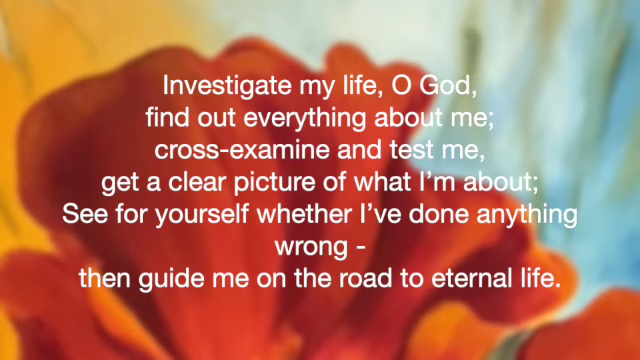 Investigate my life, O God,
find out everything about me;
cross-examine and test me,
get a clear picture of what I’m about;
See for yourself whether I’ve done anything
wrong -
then guide me on the road to eternal life.